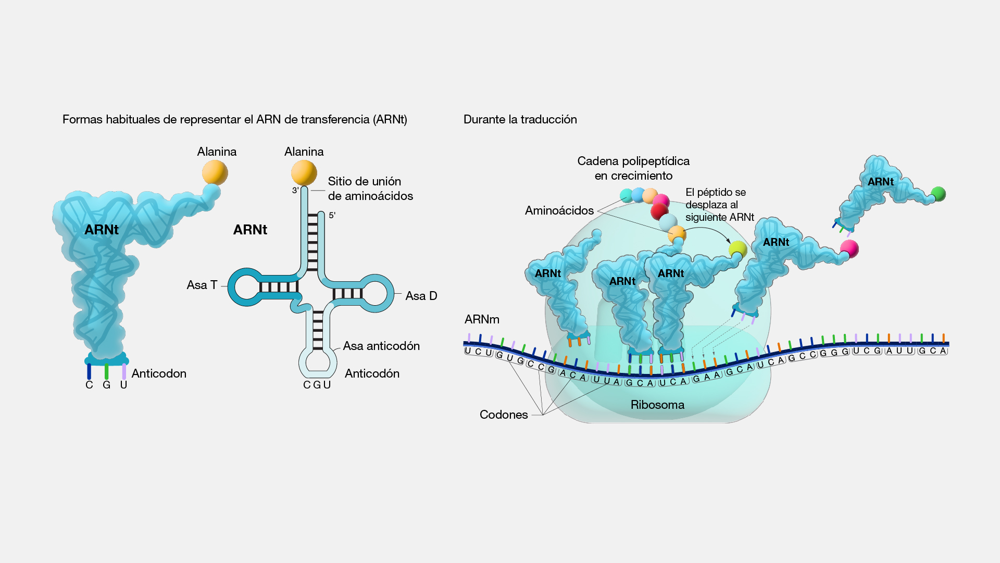 Formas habituales de representar el ARN de transferencia (ARNt)
Alanina
ARNt
Anticodon
C G U
Alanina
3'
Sitio de unión
de aminoácidos
5'
ARNt
Asa T
Asa D
Asa anticodón
Anticodón
C G U
Durante la traducción
Cadena polipeptídica
en crecimiento
Aminoácidos
El péptido se
desplaza al
siguiente ARNt
ARNt
ARNt
ARNt
ARNt
ARNt
ARNm
U C U G U G C C G A C A U U A G C A U C A G A A G C A U C A G C C G G G U C G A U U G C A
Codones
Ribosoma